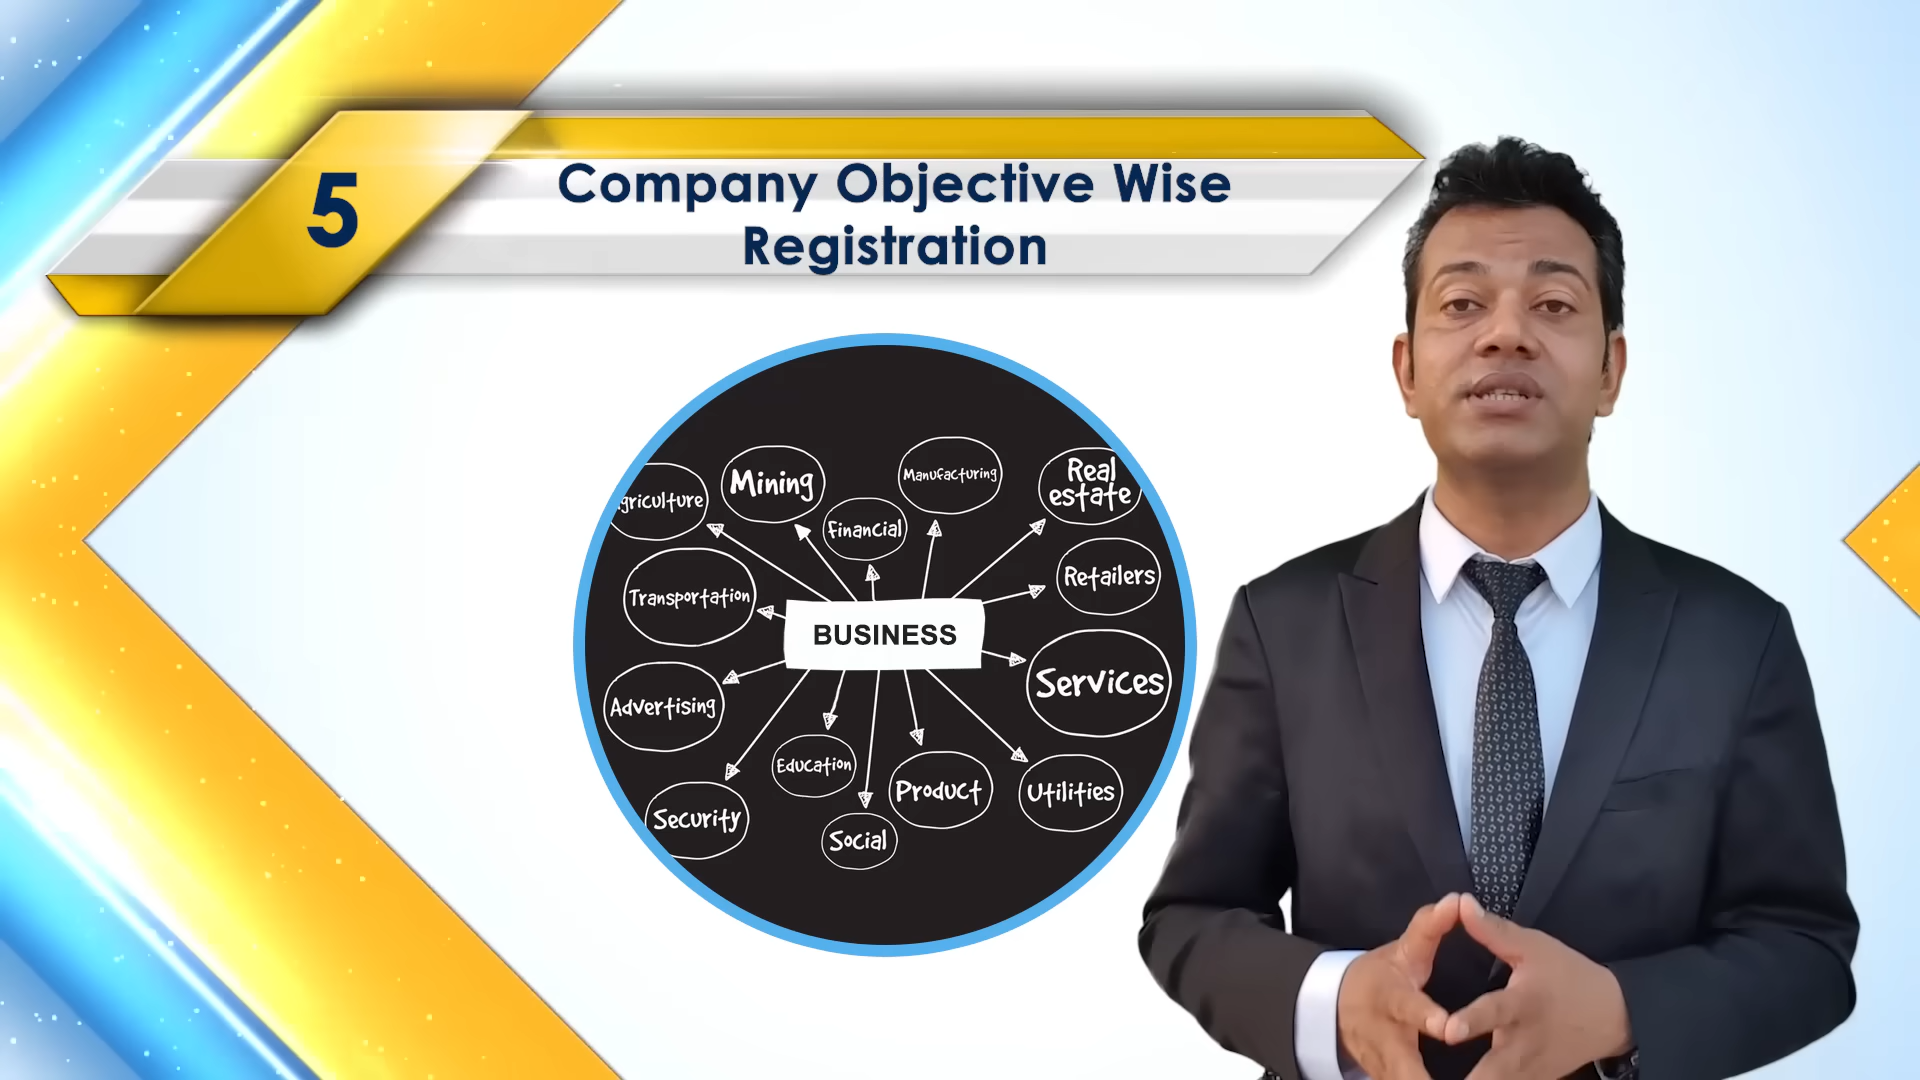 5
Company Objective Wise
Registration
griculture
Mining
Financial
Manufacturing
Real
estate
Transportation
Retailers
BUSINESS
Advertising
Services
Education
Security
Social
Product
Utilities